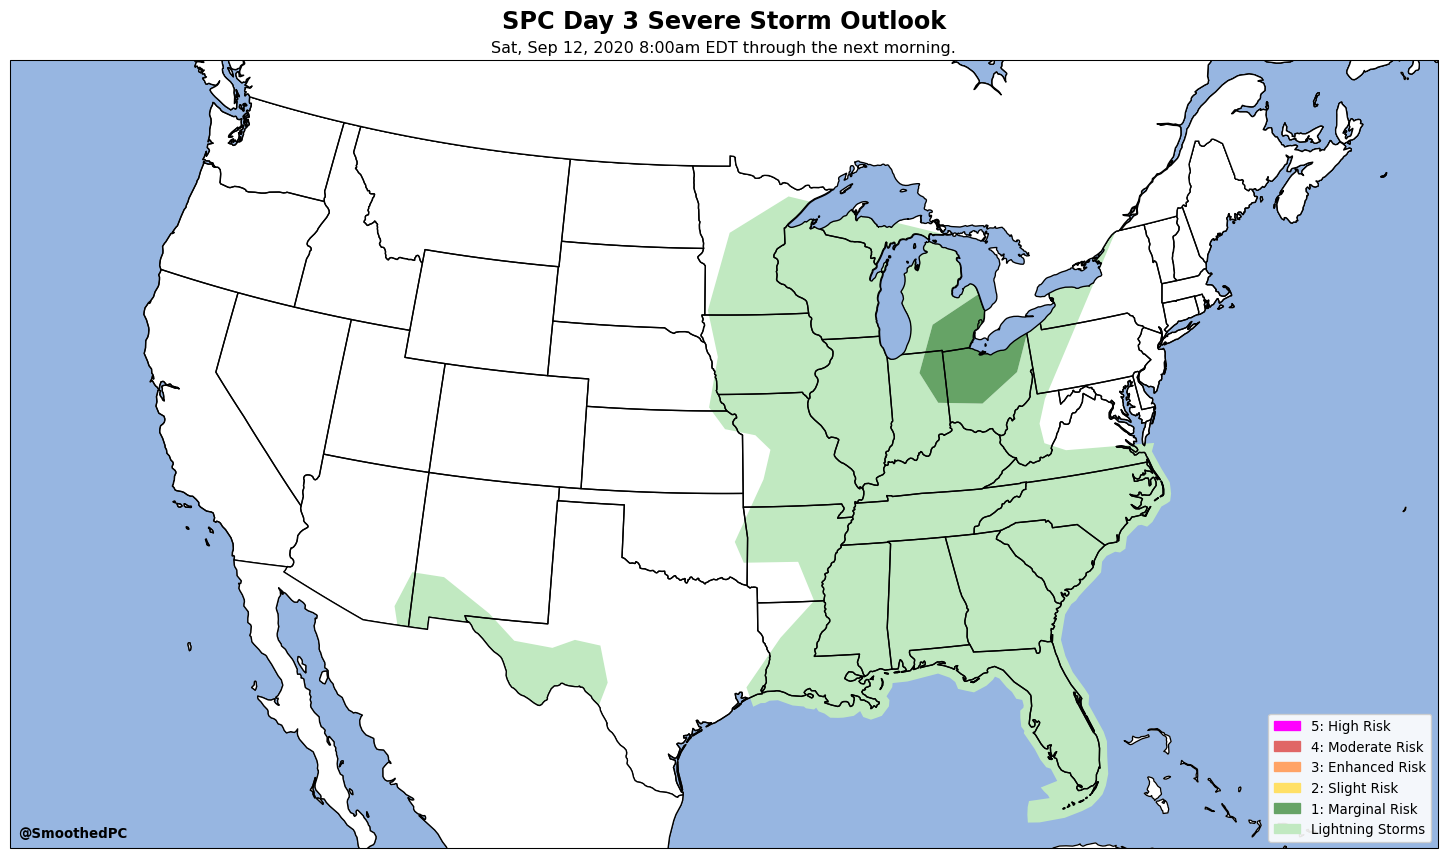 SPC Day 3 Severe Storm Outlook
Sat, Sep 12, 2020 8:00am EDT through the next morning.
5: High Risk
4: Moderate Risk
3: Enhanced Risk
2: Slight Risk
1: Marginal Risk
Lightning Storms
@SmoothedPC